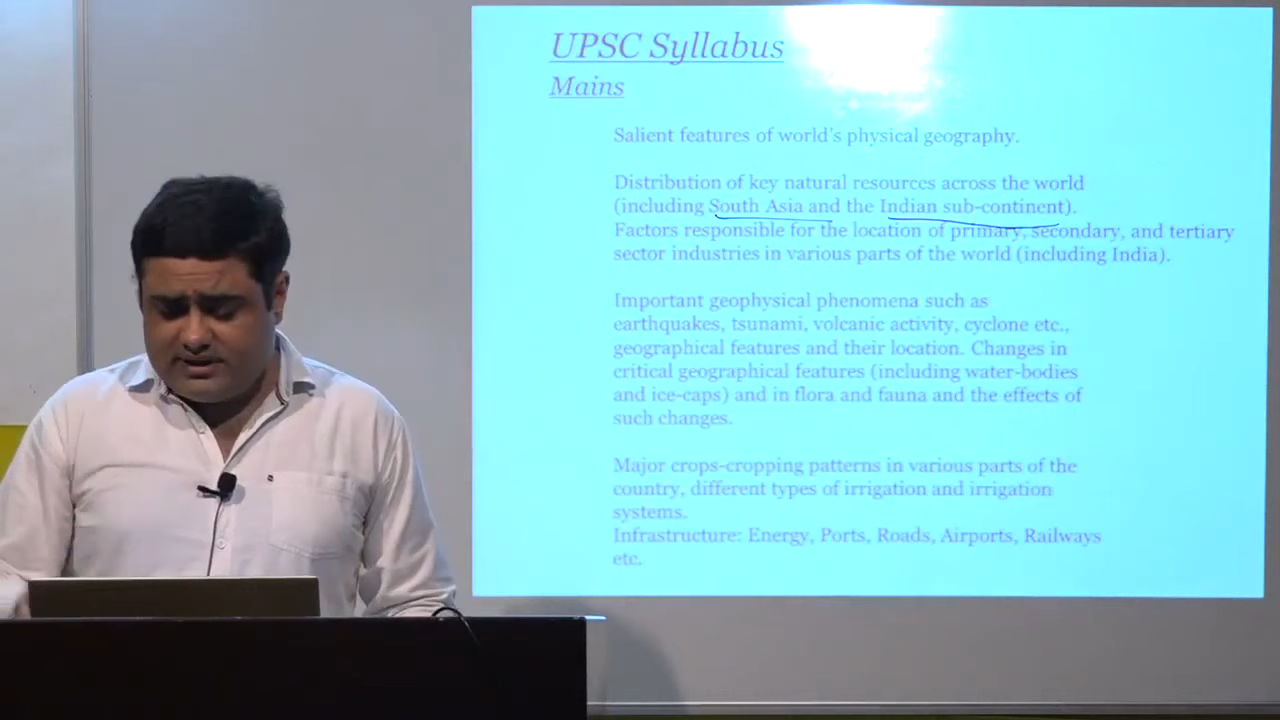 UPSC Syllabus
Mains
Salient features of world's physical geography.
Distribution of key natural resources across the world
(including South Asia and the Indian sub-continent).
Factors responsible for the location of primary, secondary, and tertiary
sector industries in various parts of the world (including India).
Important geophysical phenomena such as
earthquakes, tsunami, volcanic activity, cyclone etc.,
geographical features and their location. Changes in
critical geographical features (including water-bodies
and ice-caps) and in flora and fauna and the effects of
such changes.
Major crops-cropping patterns in various parts of the
country, different types of irrigation and irrigation
systems.
Infrastructure: Energy, Ports, Roads, Airports, Railways
etc.